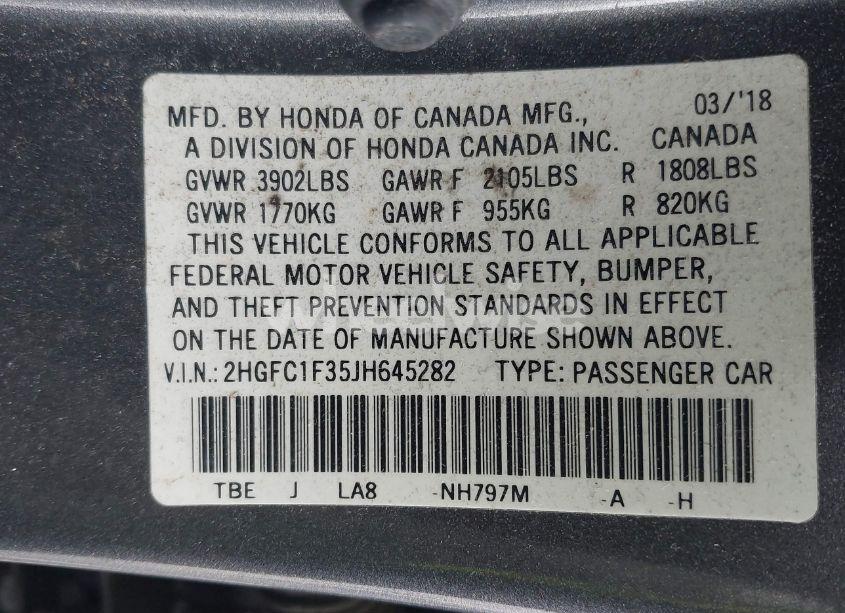 MFD. BY HONDA OF CANADA MFG., 03/'18
A DIVISION OF HONDA CANADA INC. CANADA
GVWR 3902LBS GAWR F 2105LBS R 1808LBS
GVWR 1770KG GAWR F 955KG R 820KG
THIS VEHICLE CONFORMS TO ALL APPLICABLE
FEDERAL MOTOR VEHICLE SAFETY, BUMPER,
AND THEFT PREVENTION STANDARDS IN EFFECT
ON THE DATE OF MANUFACTURE SHOWN ABOVE.
V.I.N.: 2HGFC1F35JH645282 TYPE: PASSENGER CAR
TBE J LA8 -NH797M -A -H